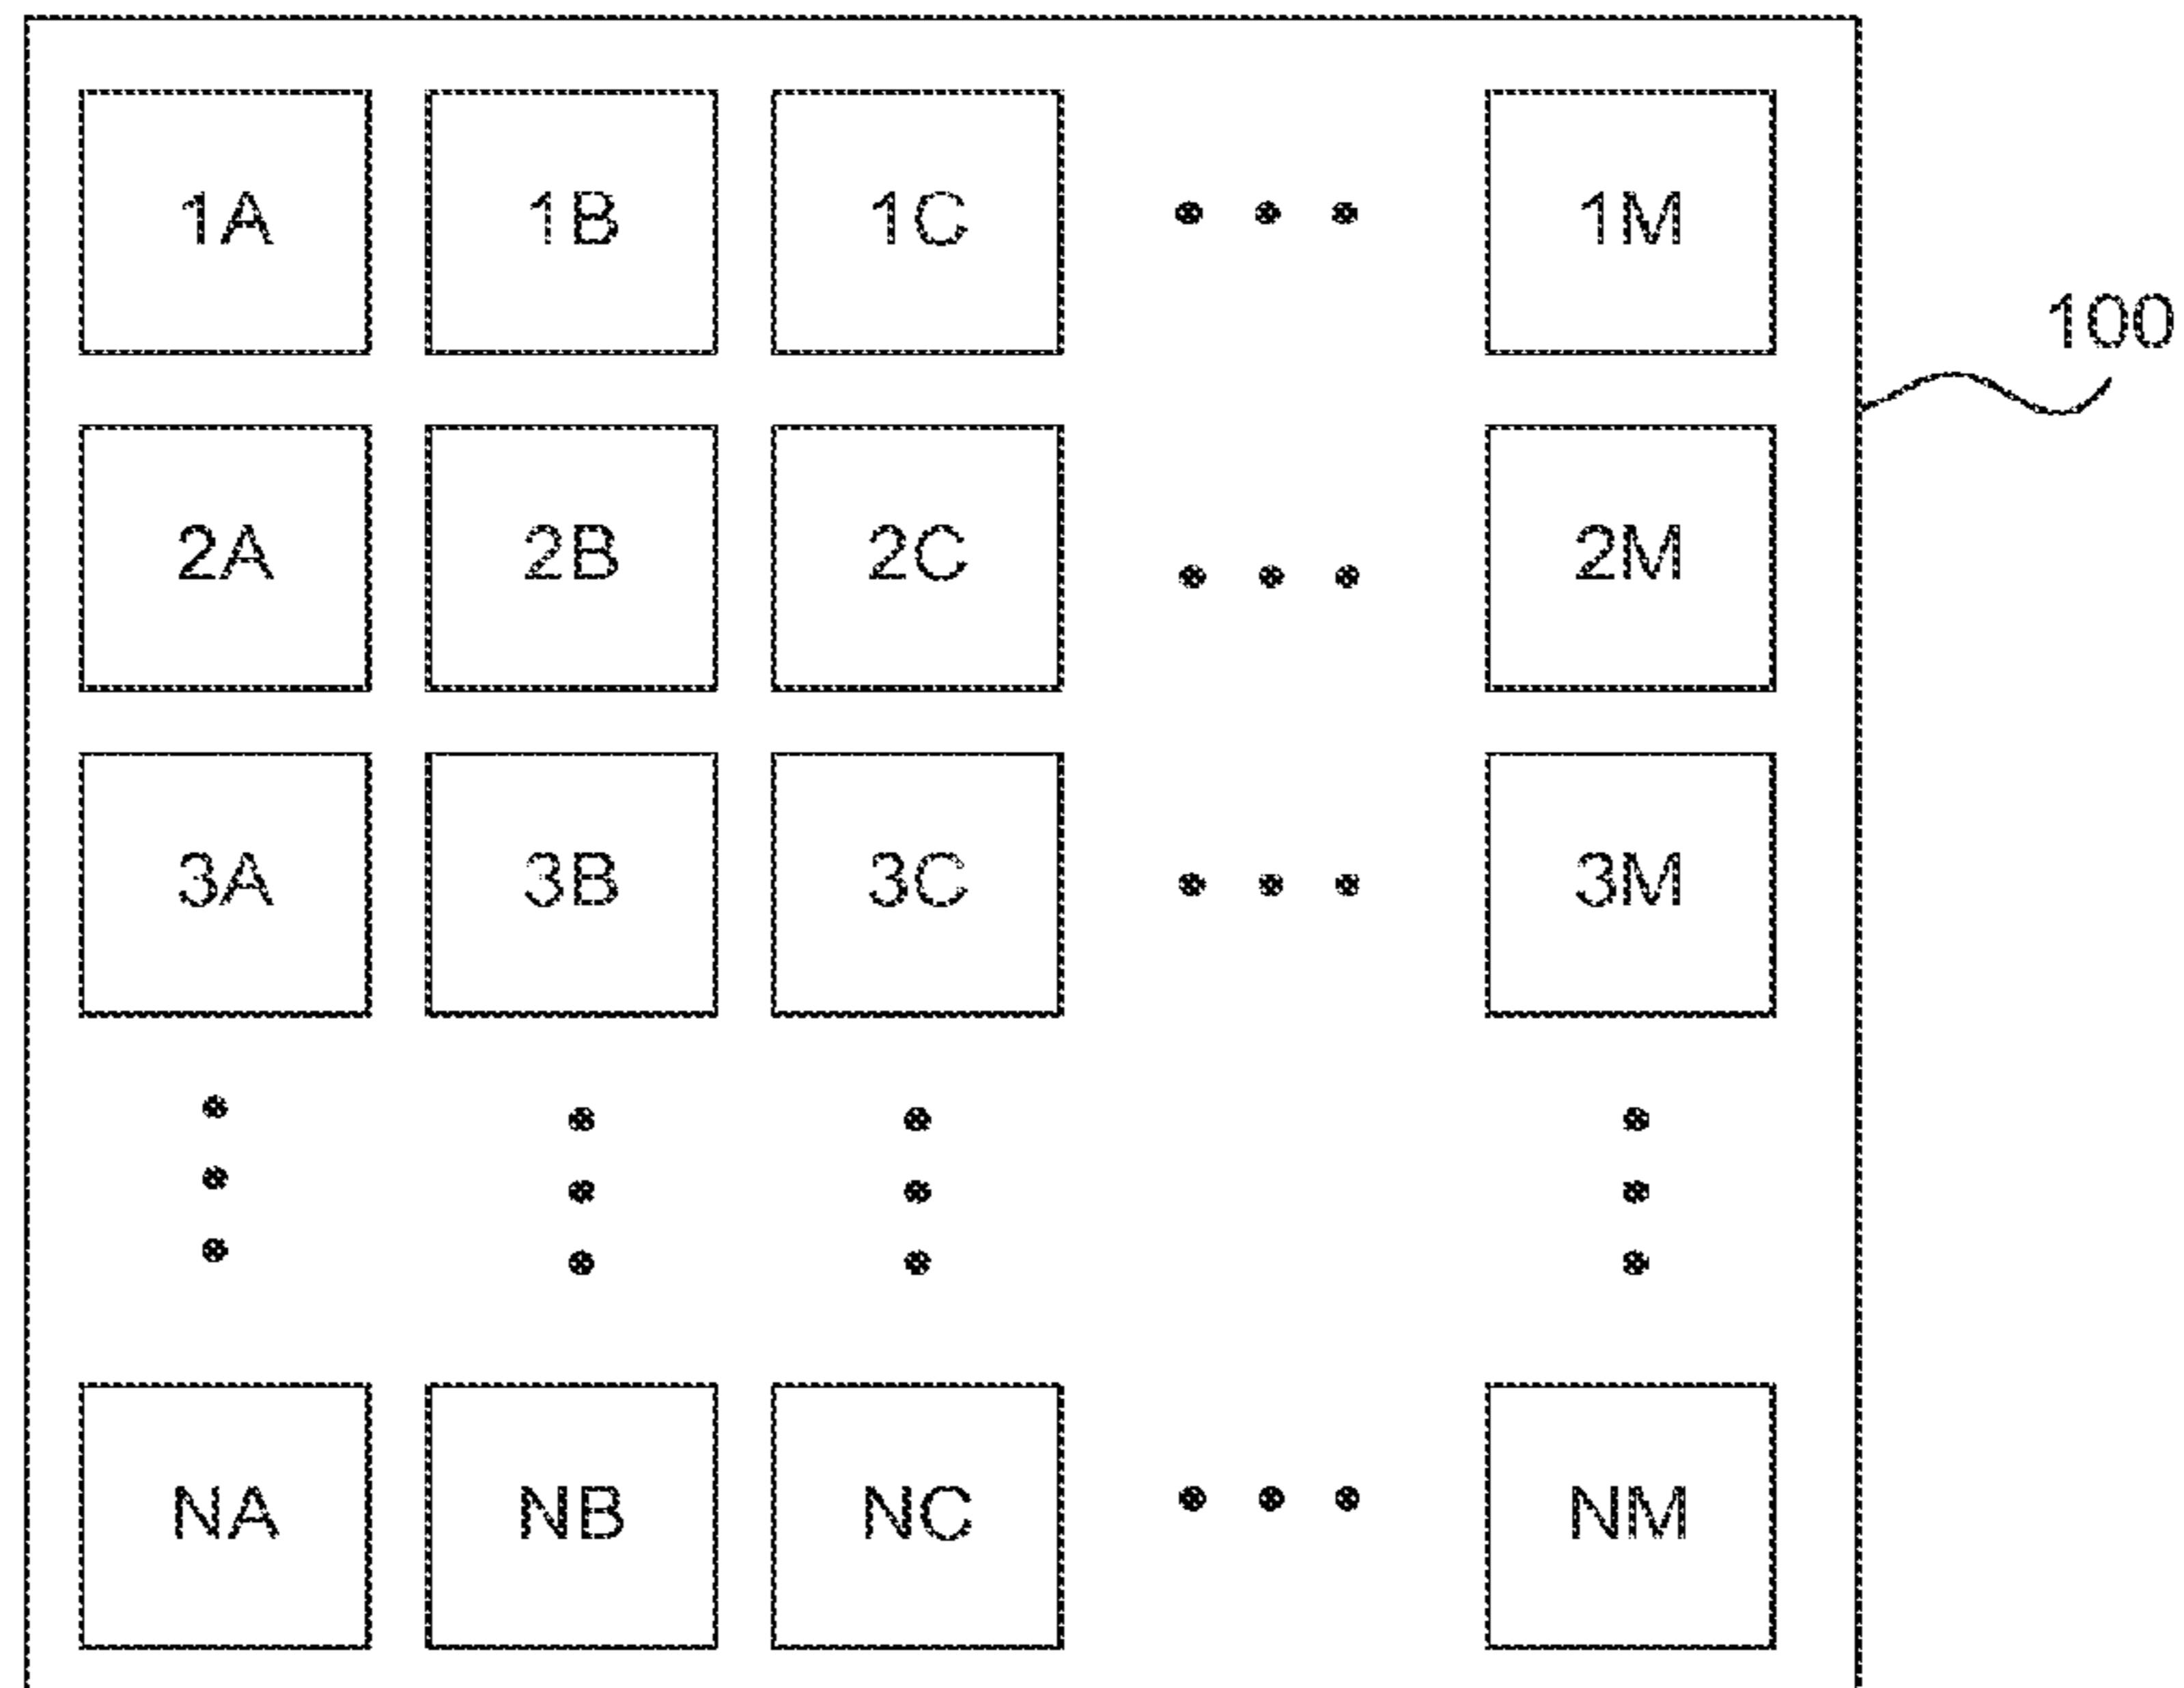 1A 1B 1C • • • 1M
100
2A 2B 2C • • • 2M
3A 3B 3C • • • 3M
NA NB NC • • • NM